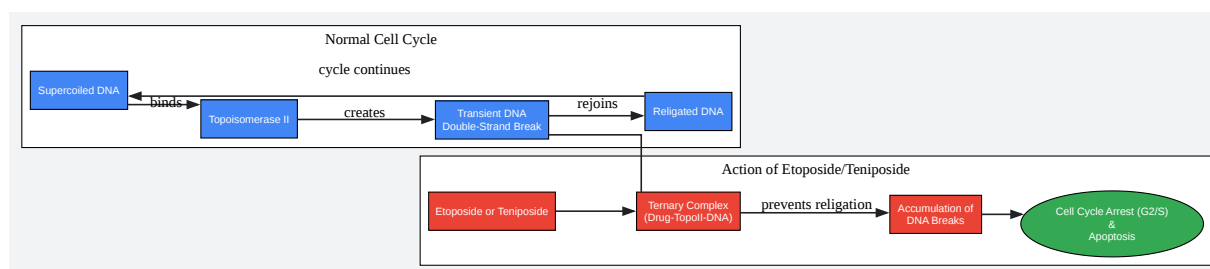 Normal Cell Cycle
cycle continues
Supercoiled DNA
binds
Topoisomerase II
creates
Transient DNA
Double-Strand Break
rejoins
Religated DNA
Action of Etoposide/Teniposide
Etoposide or Teniposide
Ternary Complex
(Drug-TopoII-DNA)
prevents religation
Accumulation of
DNA Breaks
Cell Cycle Arrest (G2/S)
&
Apoptosis